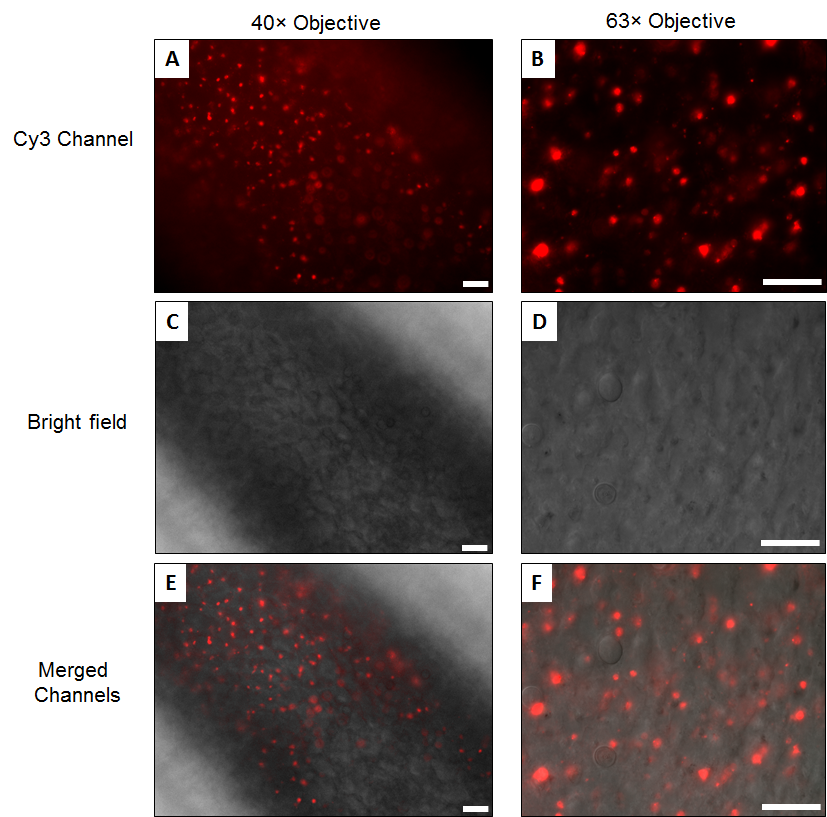 40× Objective
63× Objective
Cy3 Channel
A
B
Bright field
C
D
Merged
Channels
E
F